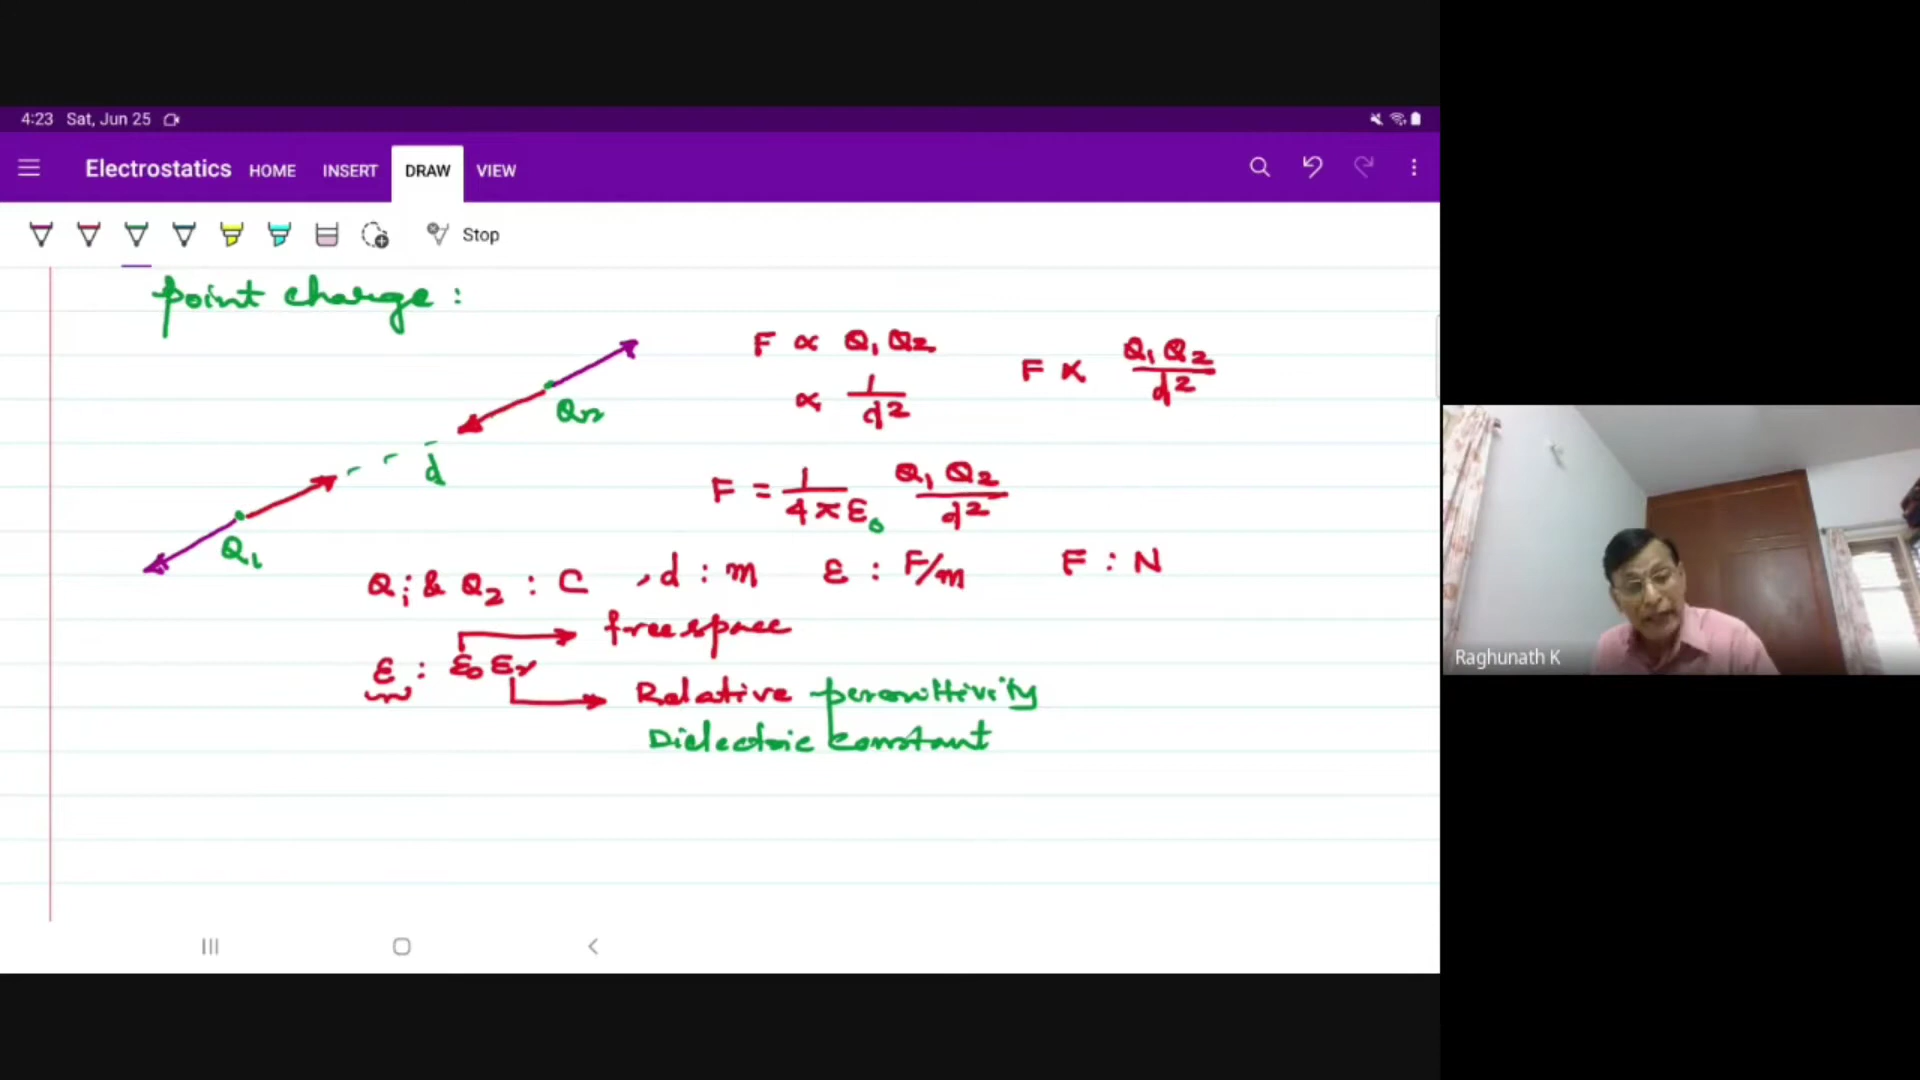 4:23 Sat, Jun 25
Electrostatics HOME INSERT DRAW VIEW
Stop
point charge :
F ∝ Q₁ Q₂
∝ 1/d²
F ∝ Q₁ Q₂/d²
Q₂
d
Q₁
F = 1/4πε₀ Q₁ Q₂/d²
Q₁ & Q₂ : C , d : m ε : F/m F : N
free space
ε : ε₀ εᵣ
Relative permittivity
Dielectric constant
Raghunath K